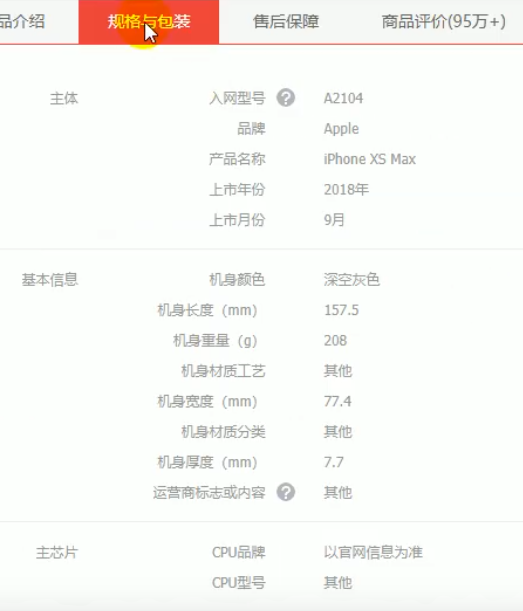 品介绍 规格与包装 售后保障 商品评价(95万+)
主体 入网型号 ? A2104
品牌 Apple
产品名称 iPhone XS Max
上市年份 2018年
上市月份 9月
基本信息 机身颜色 深空灰色
机身长度（mm） 157.5
机身重量（g） 208
机身材质工艺 其他
机身宽度（mm） 77.4
机身材质分类 其他
机身厚度（mm） 7.7
运营商标志或内容 ? 其他
主芯片 CPU品牌 以官网信息为准
CPU型号 其他